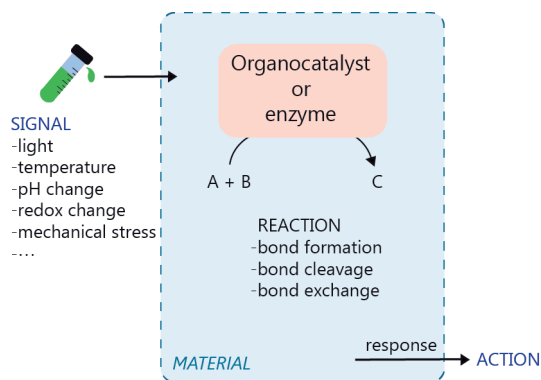 Organocatalyst
or
enzyme
SIGNAL
-light
-temperature
-pH change
-redox change
-mechanical stress
-...
A + B
C
REACTION
-bond formation
-bond cleavage
-bond exchange
response
MATERIAL
ACTION